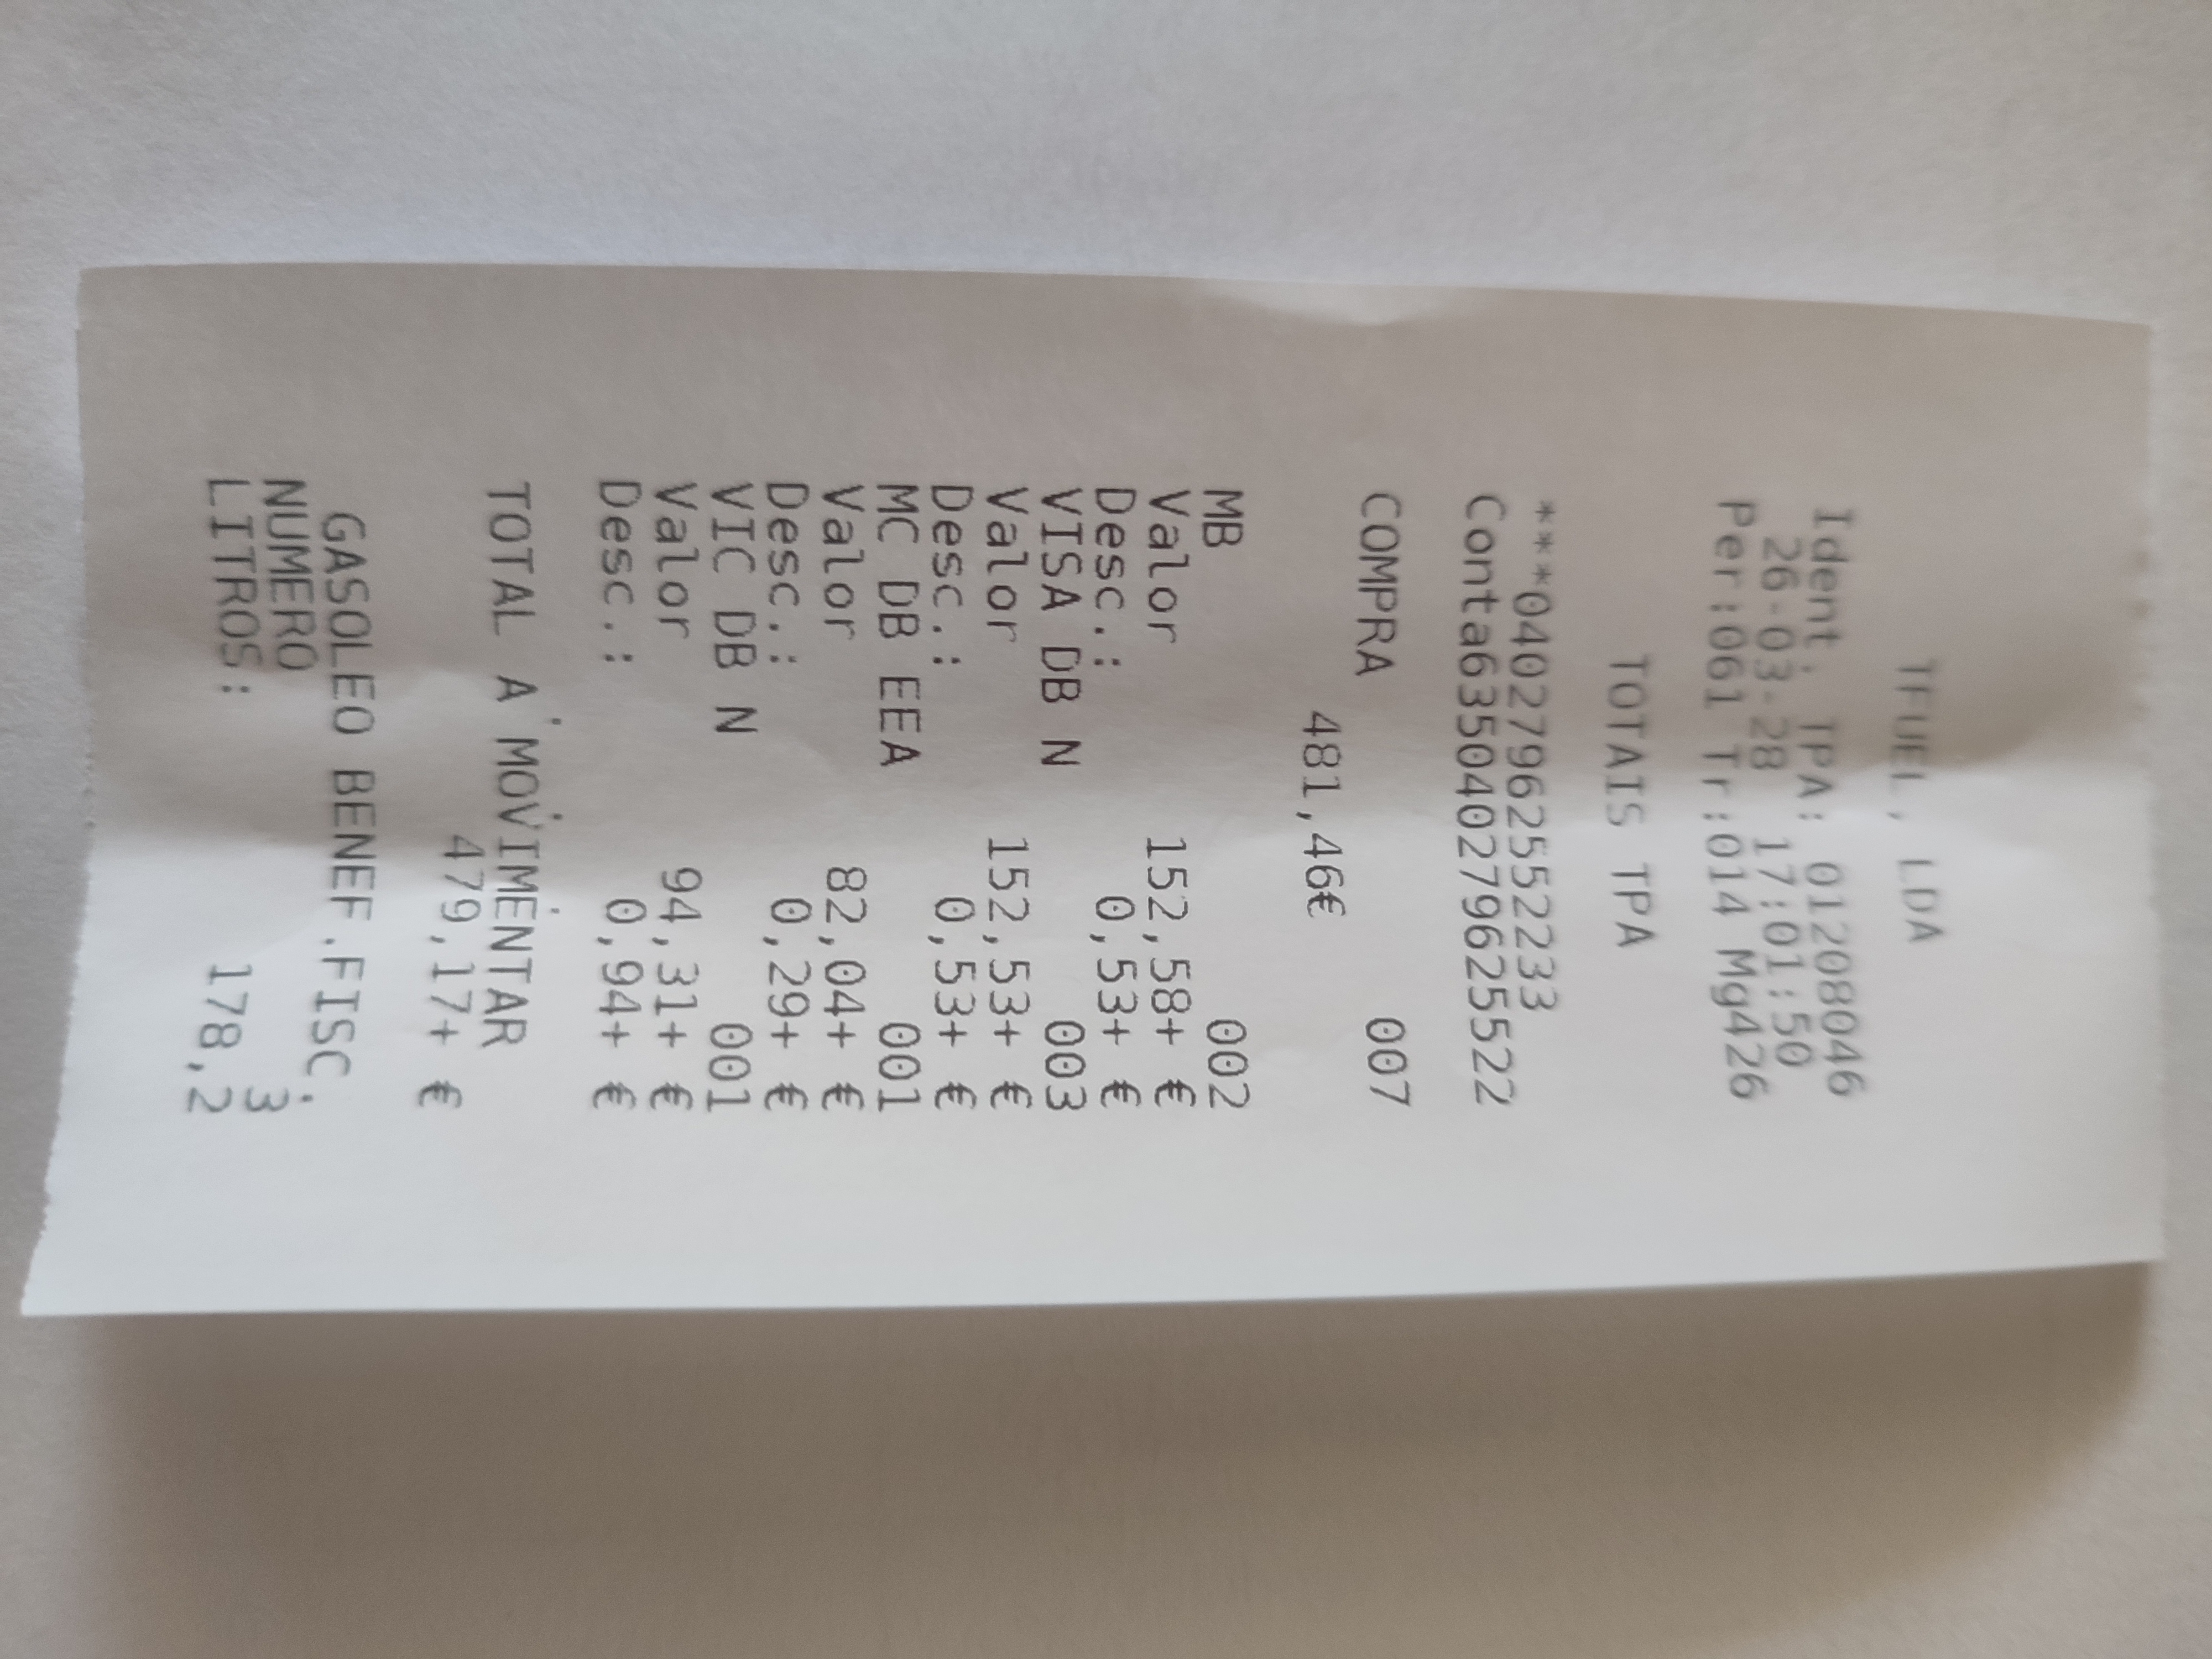 TFUEL, LDA
Ident. TPA: 012080046
26-03-28 17:01:50
Per:061 Tr:014 Mg426
TOTAIS TPA
***040279625522233
Conta635040279625522
COMPRA 007
481,46€
MB 002
Valor 152,58+ €
Desc.: 0,53+ €
VISA DB N 003
Valor 152,53+ €
Desc.: 0,53+ €
MC DB EEA 001
Valor 82,04+ €
Desc.: 0,29+ €
VIC DB N 001
Valor 94,31+ €
Desc.: 0,94+ €
TOTAL A MOVIMENTAR
479,17+ €
GASOLEO BENEF.FISC.
NUMERO 3
LITROS: 178,2